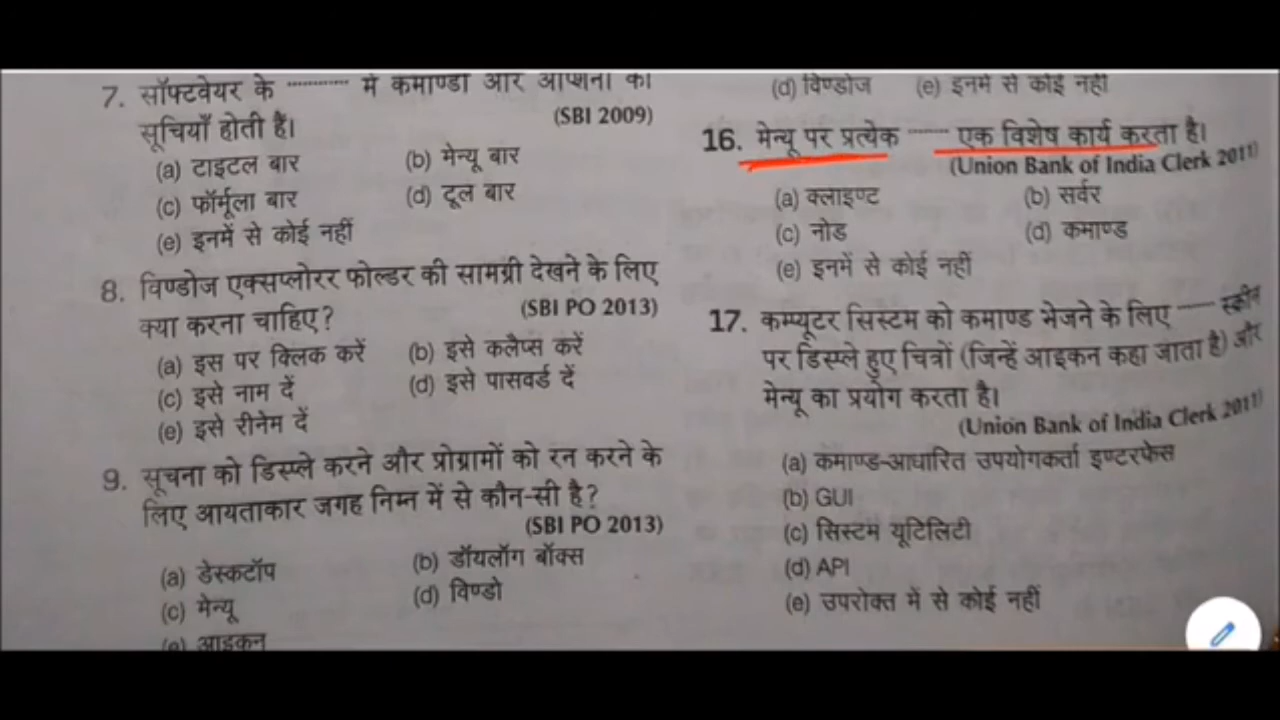 7. सॉफ्टवेयर के ............ में कमाण्डों और ऑप्शनों की
सूचियाँ होती हैं।
(SBI 2009)
(a) टाइटल बार
(b) मेन्यू बार
(c) फॉर्मूला बार
(d) टूल बार
(e) इनमें से कोई नहीं
8. विण्डोज एक्सप्लोरर फोल्डर की सामग्री देखने के लिए
क्या करना चाहिए?
(SBI PO 2013)
(a) इस पर क्लिक करें
(b) इसे कलैप्स करें
(c) इसे नाम दें
(d) इसे पासवर्ड दें
(e) इसे रीनेम दें
9. सूचना को डिस्प्ले करने और प्रोग्रामों को रन करने के
लिए आयताकार जगह निम्न में से कौन-सी है?
(SBI PO 2013)
(a) डेस्कटॉप
(b) डॉयलॉग बॉक्स
(c) मेन्यू
(d) विण्डो
(e) आइकन
(d) विण्डोज
(e) इनमें से कोई नहीं
16. मेन्यू पर प्रत्येक ........ एक विशेष कार्य करता है।
(Union Bank of India Clerk 2011)
(a) क्लाइण्ट
(b) सर्वर
(c) नोड
(d) कमाण्ड
(e) इनमें से कोई नहीं
17. कम्प्यूटर सिस्टम को कमाण्ड भेजने के लिए ........ स्क्रीन
पर डिस्प्ले हुए चित्रों (जिन्हें आइकन कहा जाता है) और
मेन्यू का प्रयोग करता है।
(Union Bank of India Clerk 2011)
(a) कमाण्ड-आधारित उपयोगकर्ता इण्टरफेस
(b) GUI
(c) सिस्टम यूटिलिटी
(d) API
(e) उपरोक्त में से कोई नहीं